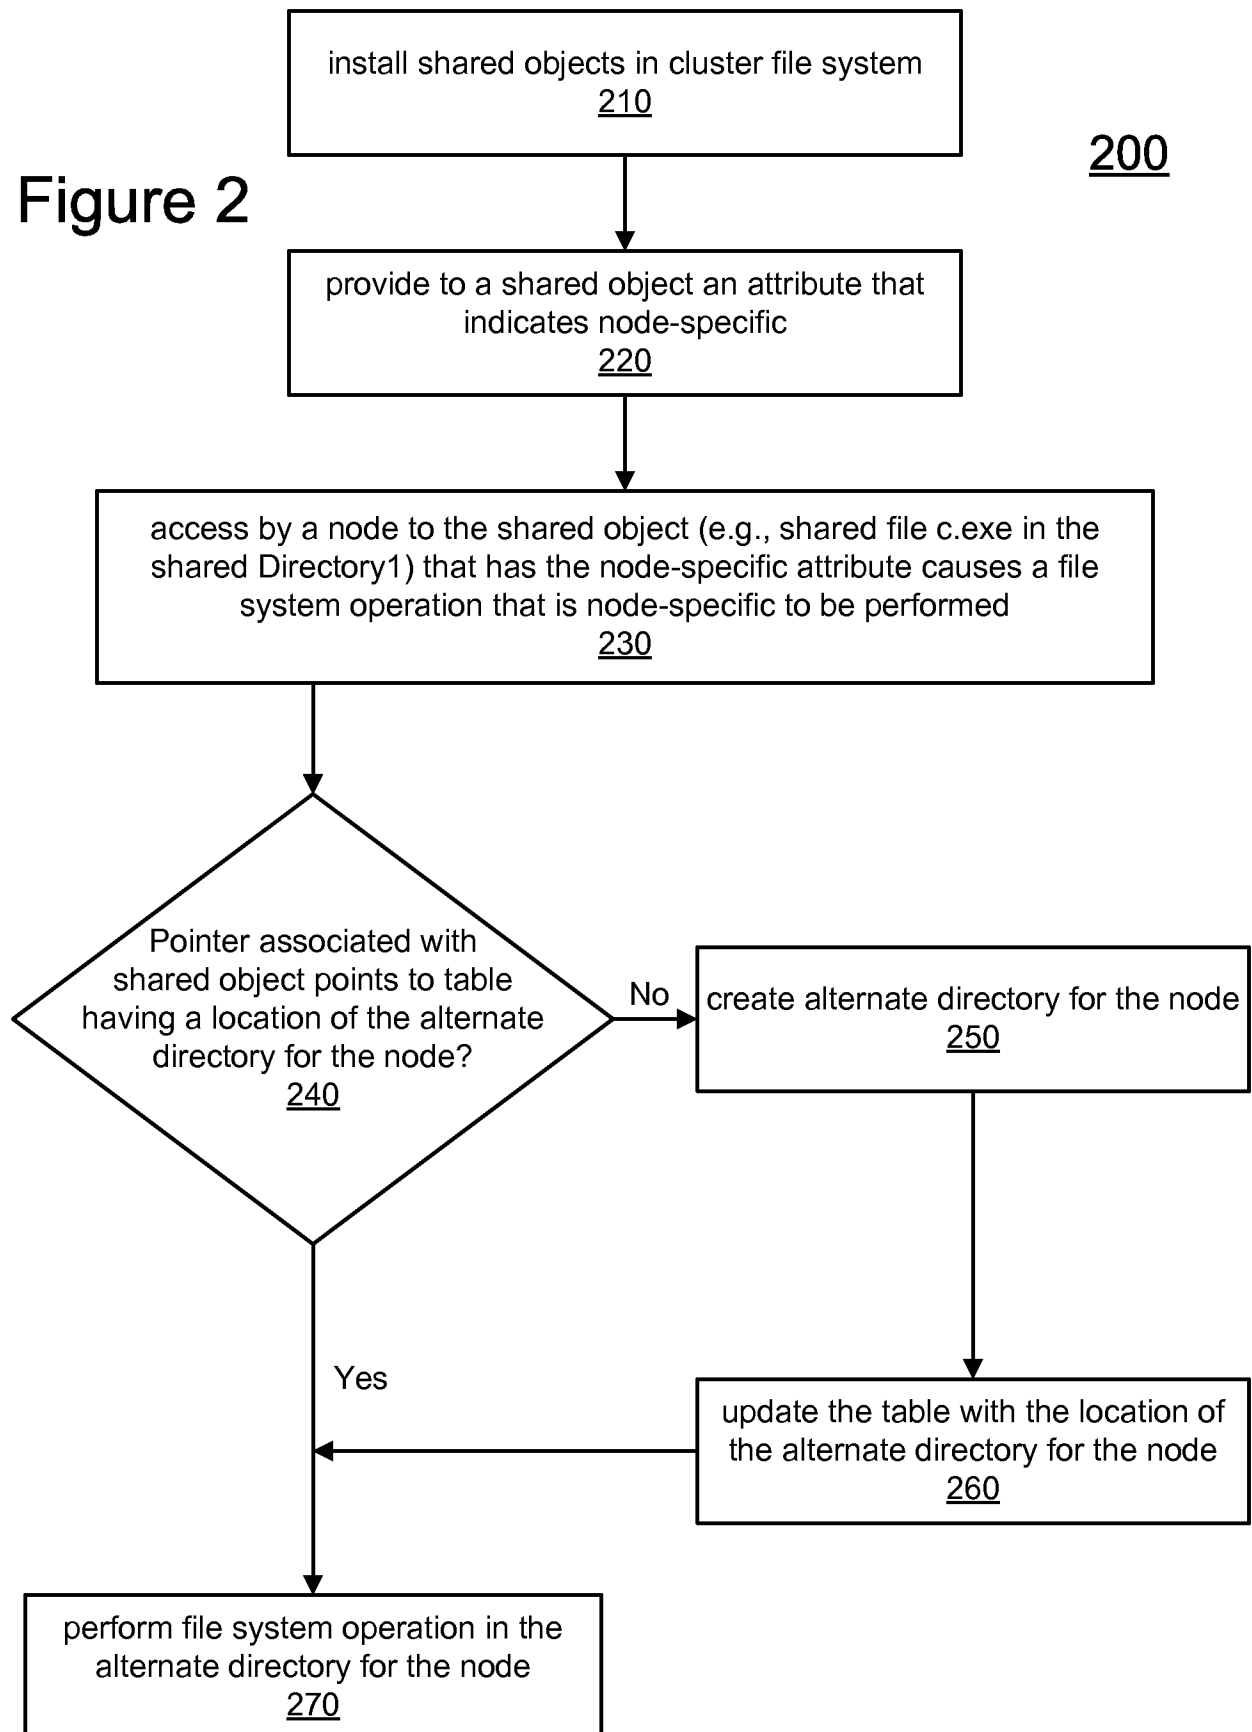 install shared objects in cluster file system
210
200
Figure 2
provide to a shared object an attribute that
indicates node-specific
220
access by a node to the shared object (e.g., shared file c.exe in the
shared Directory1) that has the node-specific attribute causes a file
system operation that is node-specific to be performed
230
Pointer associated with
shared object points to table
having a location of the alternate
directory for the node?
240
No
create alternate directory for the node
250
Yes
update the table with the location of
the alternate directory for the node
260
perform file system operation in the
alternate directory for the node
270